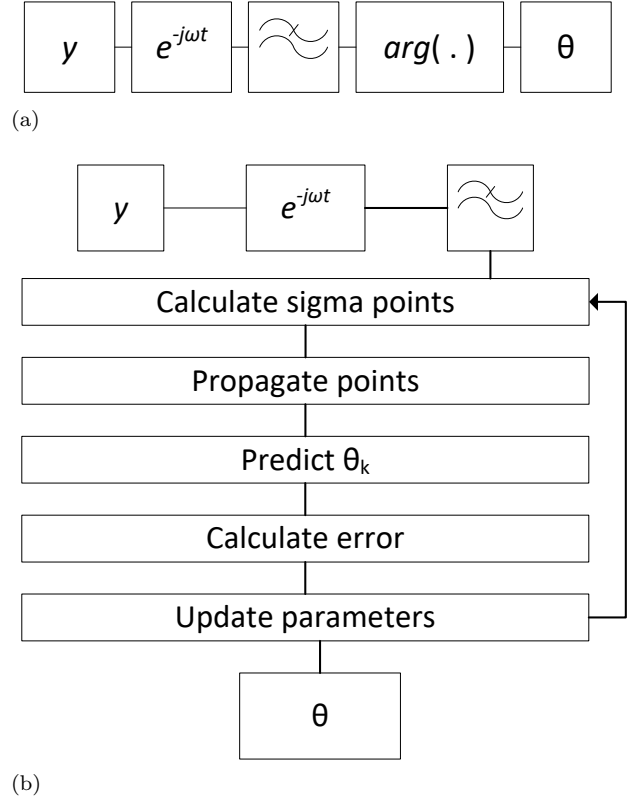 y e^{-jωt} arg( . ) θ
(a)
y e^{-jωt}
Calculate sigma points
Propagate points
Predict θ_k
Calculate error
Update parameters
θ
(b)